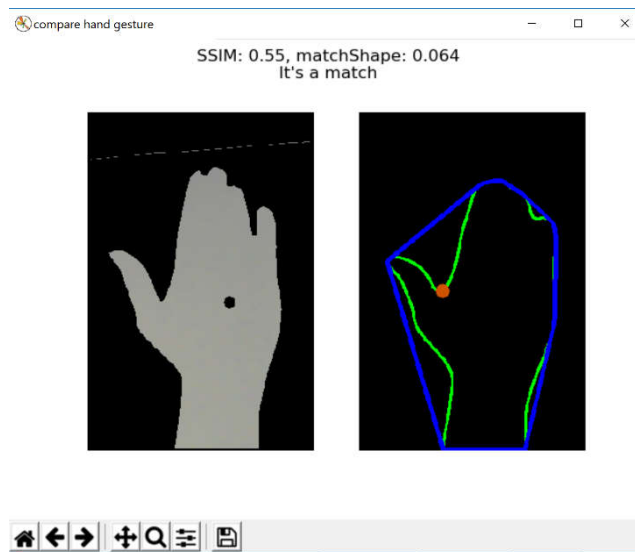 compare hand gesture
SSIM: 0.55, matchShape: 0.064
It's a match